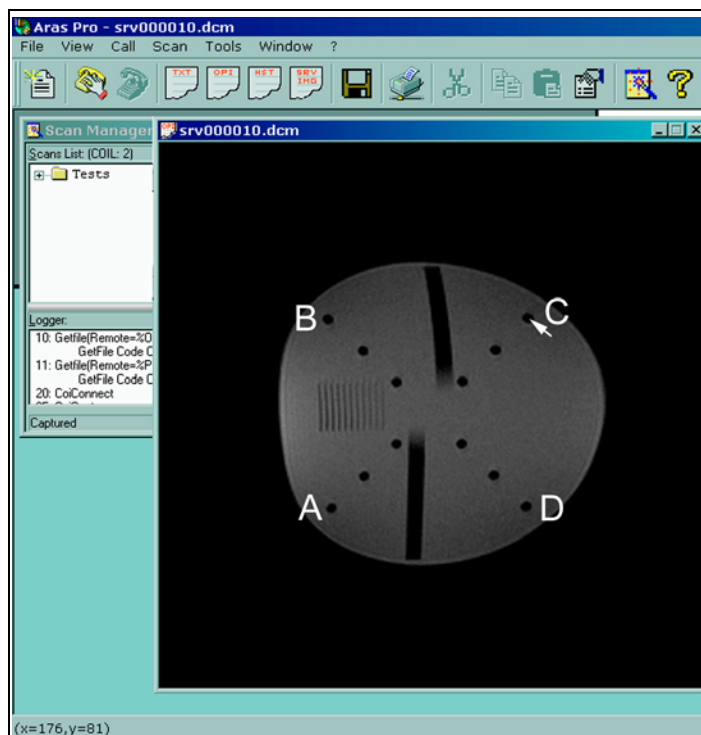 Aras Pro - srv000010.dcm
File View Call Scan Tools Window ?
TXT OPI HST SRV IMG
Scan Manager
srv000010.dcm
Scans List: (COIL: 2)
Tests
B
C
Logger:
10: Getfile(Remote=%O
GetFile Code C
11: Getfile(Remote=%P
GetFile Code C
20: CoiConnect
Captured
A
D
(x=176,y=81)